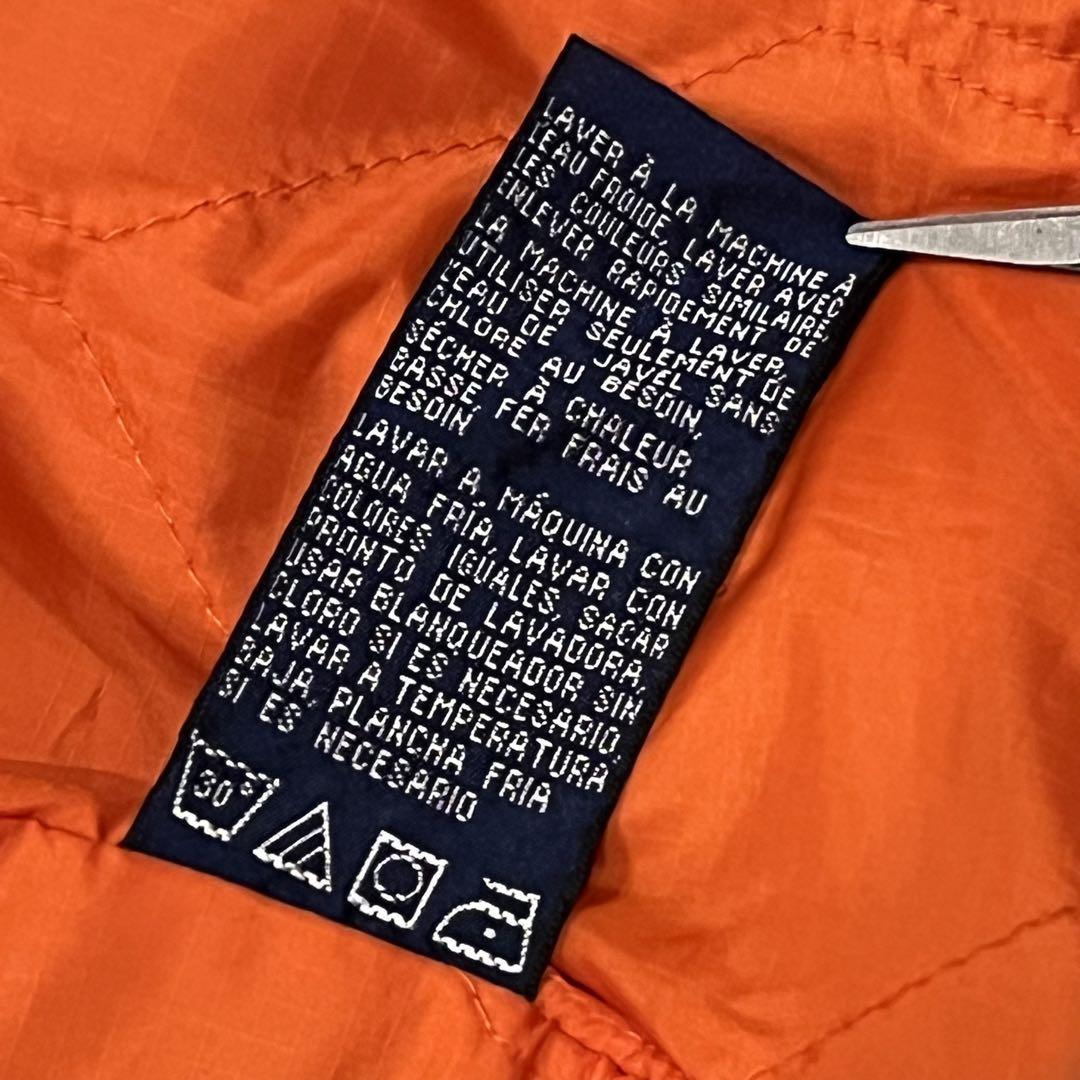 LAVER À LA MACHINE À
L'EAU FROIDE, LAVER AVEC
LES COULEURS SIMILAIRE,
ENLEVER RAPIDEMENT DE
LA MACHINE À LAVER,
UTILISER SEULEMENT DE
L'EAU DE JAVEL SANS
CHLORE AU BESOIN,
SÉCHER À CHALEUR
BASSE, FER FRAIS AU
BESOIN
LAVAR A MÁQUINA CON
AGUA FRIA, LAVAR CON
COLORES IGUALES, SACAR
PRONTO DE LAVADORA,
USAR BLANQUEADOR SIN
CLORO SI ES NECESARIO,
LAVAR A TEMPERATURA
BAJA, PLANCHA FRIA
SI ES NECESARIO
30°